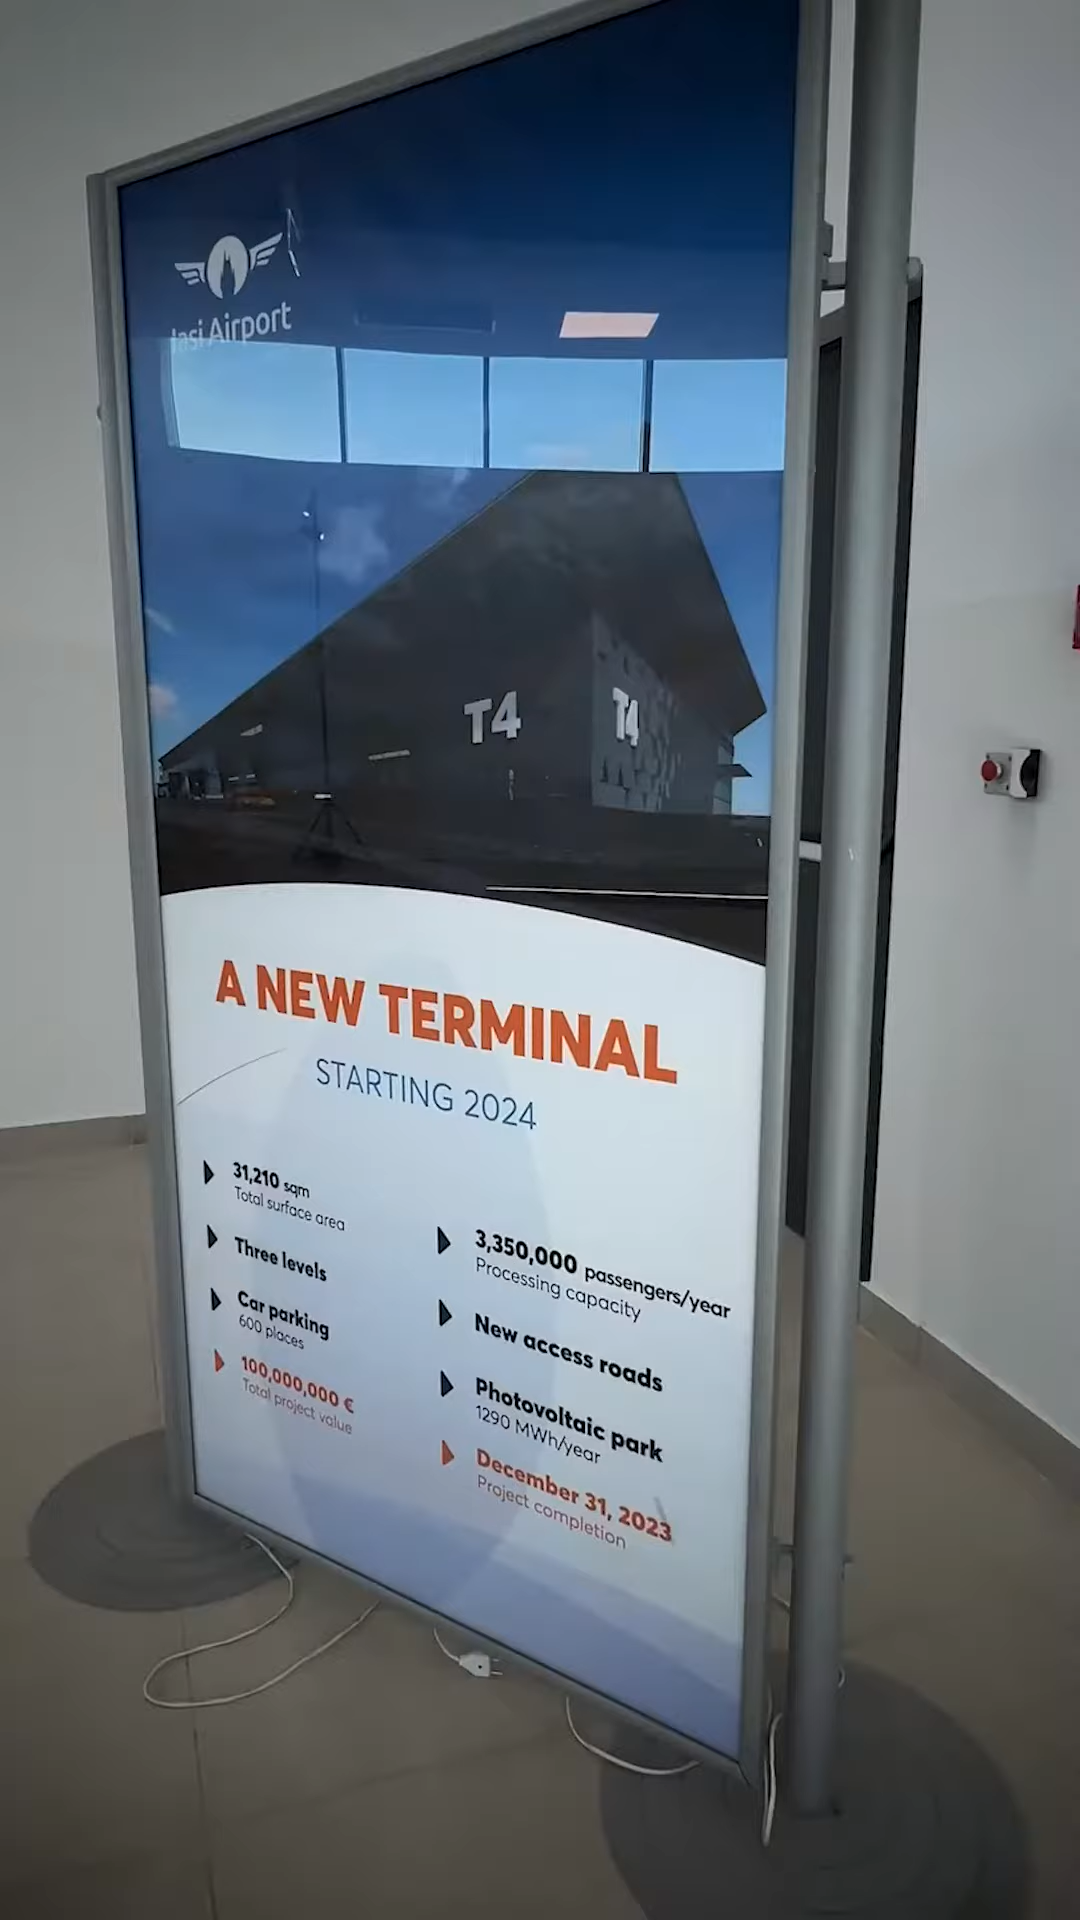 Iasi Airport
T4
T4
A NEW TERMINAL
STARTING 2024
31,210 sqm
Total surface area
Three levels
Car parking
600 places
100,000,000 €
Total project value
3,350,000 passengers/year
Processing capacity
New access roads
Photovoltaic park
1290 MWh/year
December 31, 2023
Project completion